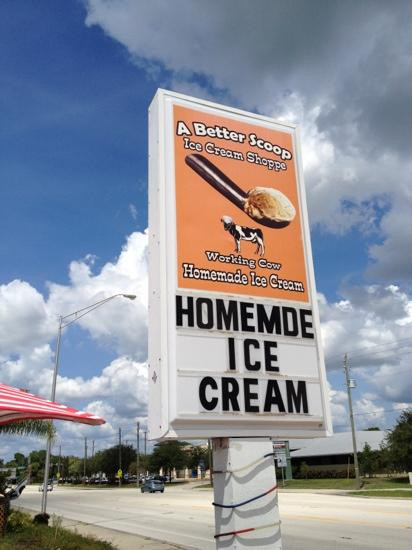 A Better Scoop
Ice Cream Shoppe
Working Cow
Homemade Ice Cream
HOMEMDE
ICE
CREAM